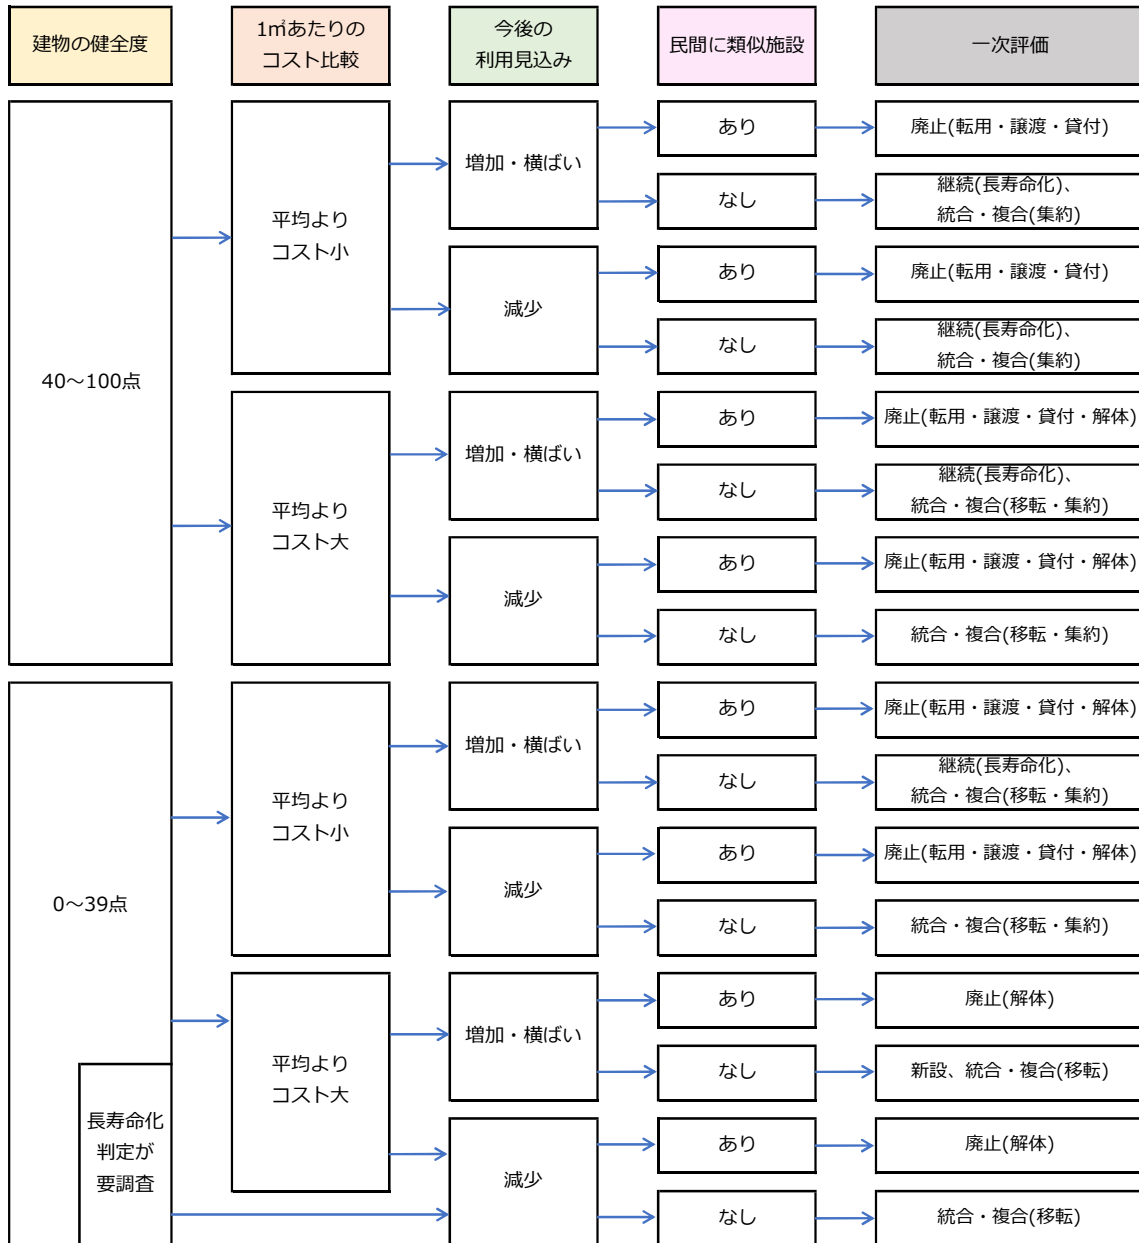 建物の健全度
1㎡あたりの
コスト比較
今後の
利用見込み
民間に類似施設
一次評価
40～100点
平均より
コスト小
増加・横ばい
あり
廃止(転用・譲渡・貸付)
なし
継続(長寿命化)、
統合・複合(集約)
減少
あり
廃止(転用・譲渡・貸付)
なし
継続(長寿命化)、
統合・複合(集約)
平均より
コスト大
増加・横ばい
あり
廃止(転用・譲渡・貸付・解体)
なし
継続(長寿命化)、
統合・複合(移転・集約)
減少
あり
廃止(転用・譲渡・貸付・解体)
なし
統合・複合(移転・集約)
0～39点
平均より
コスト小
増加・横ばい
あり
廃止(転用・譲渡・貸付・解体)
なし
継続(長寿命化)、
統合・複合(移転・集約)
減少
あり
廃止(転用・譲渡・貸付・解体)
なし
統合・複合(移転・集約)
平均より
コスト大
増加・横ばい
あり
廃止(解体)
なし
新設、統合・複合(移転)
長寿命化
判定が
要調査
減少
あり
廃止(解体)
なし
統合・複合(移転)